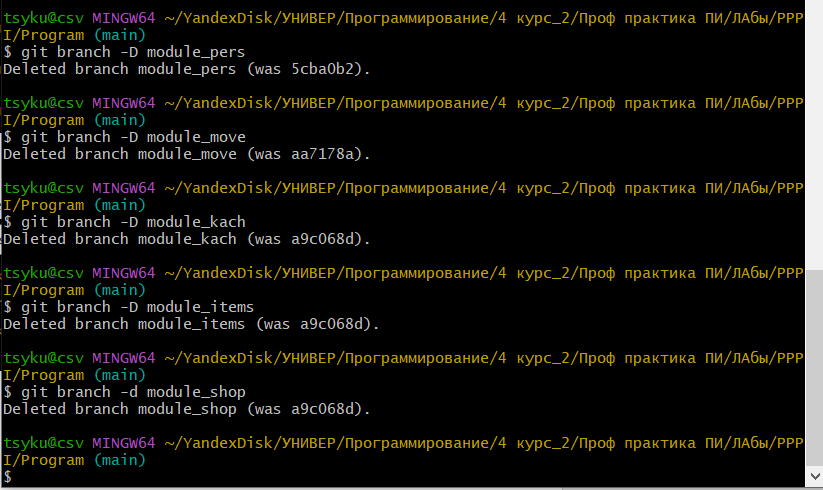 tsyku@csv MINGW64 ~/YandexDisk/УНИВЕР/Программирование/4 курс_2/Проф практика ПИ/ЛАбы/PPP
I/Program (main)
$ git branch -D module_pers
Deleted branch module_pers (was 5cba0b2).
tsyku@csv MINGW64 ~/YandexDisk/УНИВЕР/Программирование/4 курс_2/Проф практика ПИ/ЛАбы/PPP
I/Program (main)
$ git branch -D module_move
Deleted branch module_move (was aa7178a).
tsyku@csv MINGW64 ~/YandexDisk/УНИВЕР/Программирование/4 курс_2/Проф практика ПИ/ЛАбы/PPP
I/Program (main)
$ git branch -D module_kach
Deleted branch module_kach (was a9c068d).
tsyku@csv MINGW64 ~/YandexDisk/УНИВЕР/Программирование/4 курс_2/Проф практика ПИ/ЛАбы/PPP
I/Program (main)
$ git branch -D module_items
Deleted branch module_items (was a9c068d).
tsyku@csv MINGW64 ~/YandexDisk/УНИВЕР/Программирование/4 курс_2/Проф практика ПИ/ЛАбы/PPP
I/Program (main)
$ git branch -d module_shop
Deleted branch module_shop (was a9c068d).
tsyku@csv MINGW64 ~/YandexDisk/УНИВЕР/Программирование/4 курс_2/Проф практика ПИ/ЛАбы/PPP
I/Program (main)
$